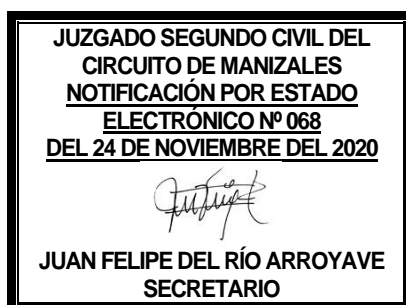 JUZGADO SEGUNDO CIVIL DEL
CIRCUITO DE MANIZALES
NOTIFICACIÓN POR ESTADO
ELECTRÓNICO Nº 068
DEL 24 DE NOVIEMBRE DEL 2020
JUAN FELIPE DEL RÍO ARROYAVE
SECRETARIO